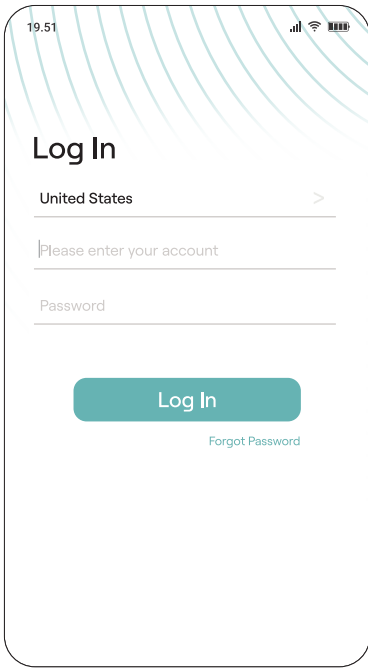 19.51
Log In
United States
>
Please enter your account
Password
Log In
Forgot Password